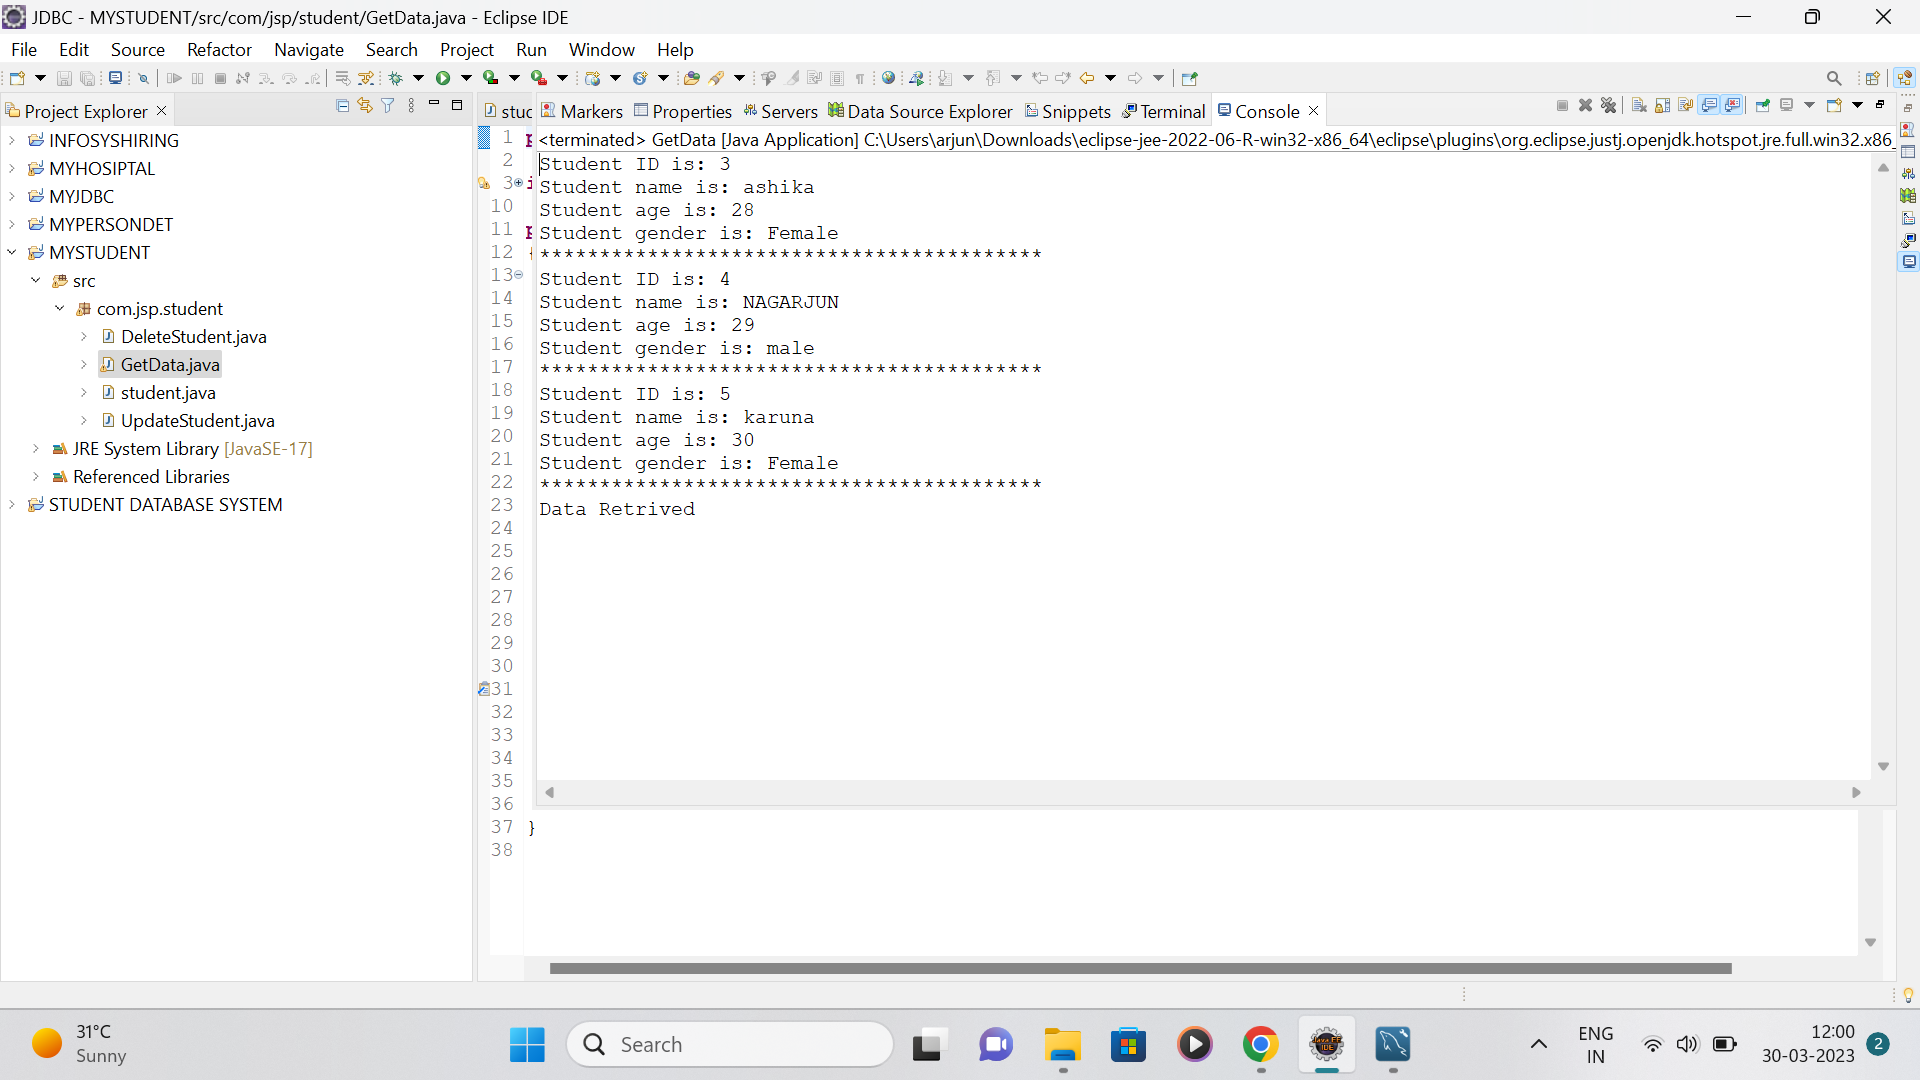 JDBC - MYSTUDENT/src/com/jsp/student/GetData.java - Eclipse IDE
File Edit Source Refactor Navigate Search Project Run Window Help
Project Explorer
INFOSYSHIRING
MYHOSIPTAL
MYJDBC
MYPERSONDET
MYSTUDENT
src
com.jsp.student
DeleteStudent.java
GetData.java
student.java
UpdateStudent.java
JRE System Library [JavaSE-17]
Referenced Libraries
STUDENT DATABASE SYSTEM
stuc Markers Properties Servers Data Source Explorer Snippets Terminal Console
<terminated> GetData [Java Application] C:\Users\arjun\Downloads\eclipse-jee-2022-06-R-win32-x86_64\eclipse\plugins\org.eclipse.justj.openjdk.hotspot.jre.full.win32.x86_
1
2
3
10
11
12
13
14
15
16
17
18
19
20
21
22
23
24
25
26
27
28
29
30
31
32
33
34
35
36
37 }
38
Student ID is: 3
Student name is: ashika
Student age is: 28
Student gender is: Female
******************************************
Student ID is: 4
Student name is: NAGARJUN
Student age is: 29
Student gender is: male
******************************************
Student ID is: 5
Student name is: karuna
Student age is: 30
Student gender is: Female
******************************************
Data Retrived
31°C
Sunny
Search
ENG
IN
12:00
30-03-2023
2